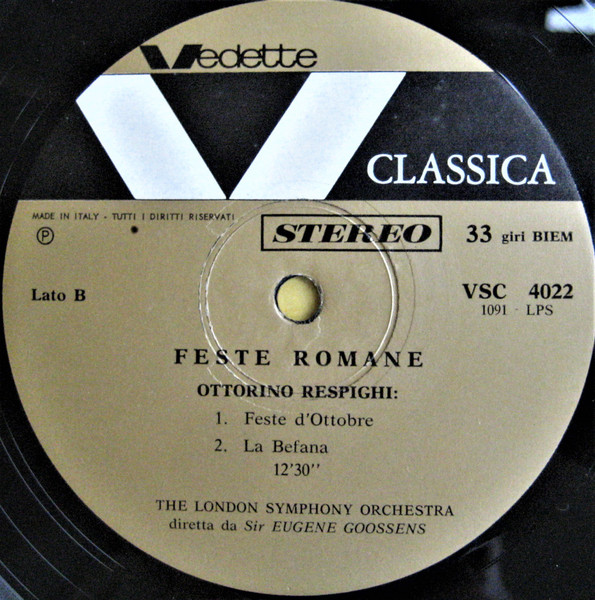 Vedette
CLASSICA
MADE IN ITALY - TUTTI I DIRITTI RISERVATI
Ⓟ
STEREO
33 giri BIEM
Lato B
VSC 4022
1091 - LPS
FESTE ROMANE
OTTORINO RESPIGHI:
1. Feste d'Ottobre
2. La Befana
12'30''
THE LONDON SYMPHONY ORCHESTRA
diretta da Sir EUGENE GOOSSENS